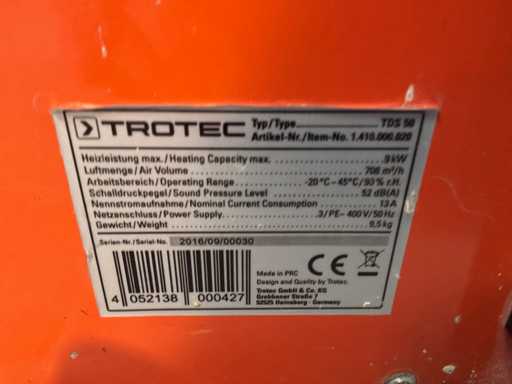 TROTEC Typ/Type TDS 50
Artikel-Nr./Item-No. 1.410.000.020
Heizleistung max./Heating Capacity max. 9 kW
Luftmenge/Air Volume 708 m³/h
Arbeitsbereich/Operating Range -20°C– 45°C/93% r.H.
Schalldruckpegel/Sound Pressure Level 52 dB(A)
Nennstromaufnahme/Nominal Current Consumption 13 A
Netzanschluss/Power Supply 3/PE~ 400 V/50 Hz
Gewicht/Weight 9,5 kg
Serien-Nr./Serial-No. 2016/09/00030
Made in PRC
Design and Quality by Trotec.
Trotec GmbH & Co. KG
Grebbener Straße 7
52525 Heinsberg · Germany
CE
4 052138 000427